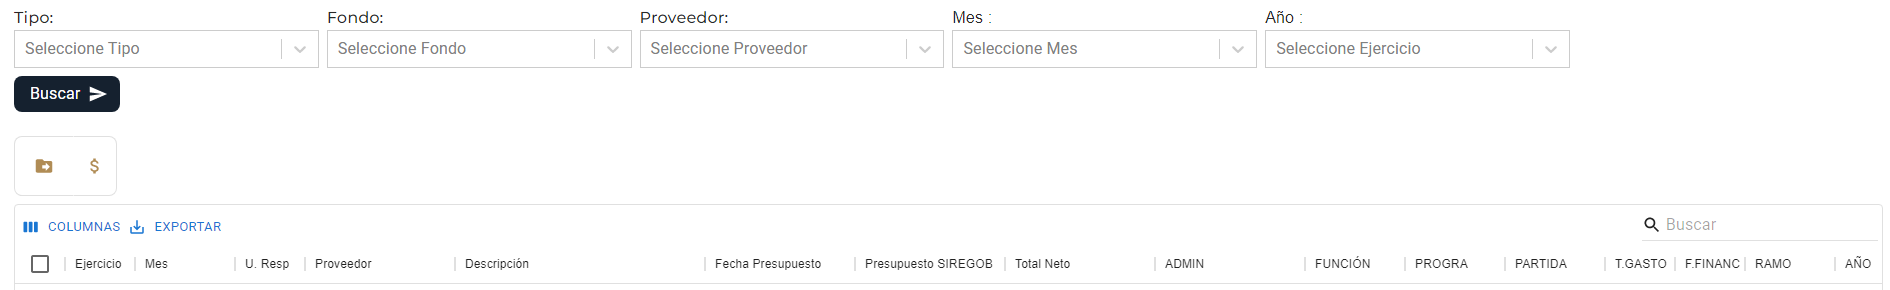 Tipo: Fondo: Proveedor: Mes : Año :
Seleccione Tipo Seleccione Fondo Seleccione Proveedor Seleccione Mes Seleccione Ejercicio
Buscar
$
COLUMNAS EXPORTAR Buscar
Ejercicio Mes U. Resp Proveedor Descripción Fecha Presupuesto Presupuesto SIREGOB Total Neto ADMIN FUNCIÓN PROGRA PARTIDA T.GASTO F.FINANC RAMO AÑO